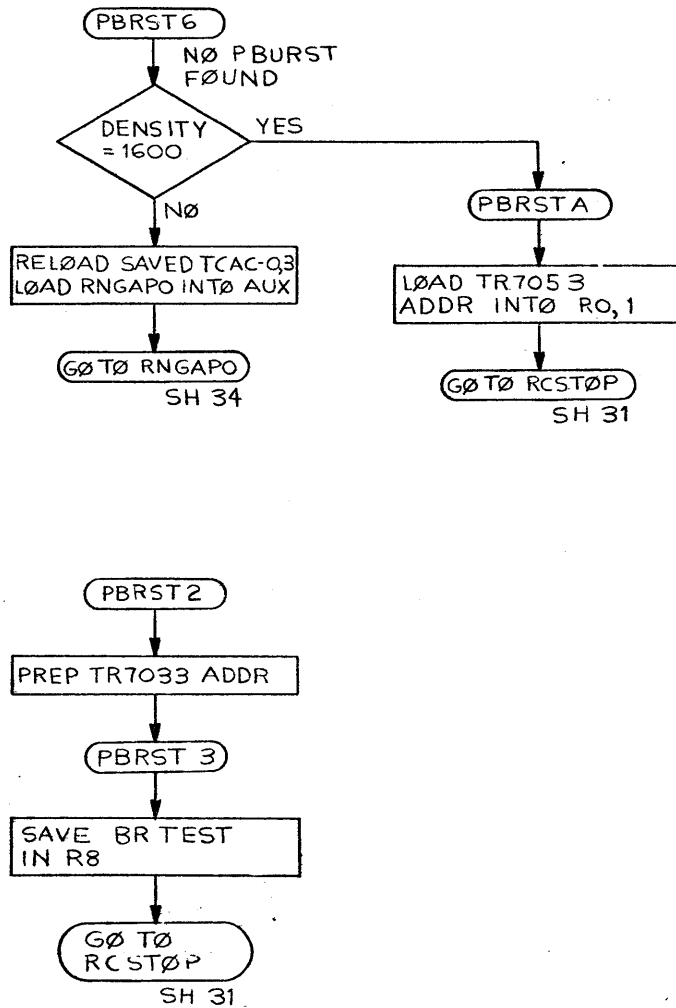 PBRST6
NØ PBURST
FØUND
DENSITY
= 1600
YES
NØ
RELØAD SAVED TCAC-0,3
LØAD RNGAPO INTØ AUX
GØ TØ RNGAPO
SH 34
PBRSTA
LØAD TR7053
ADDR INTØ RO, 1
GØ TØ RCSTØP
SH 31
PBRST2
PREP TR7033 ADDR
PBRST 3
SAVE BR TEST
IN R8
GØ TØ
RCSTØP
SH 31